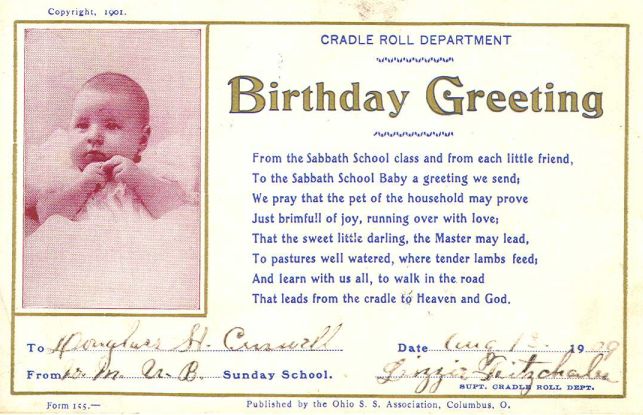 Copyright, 1901.
CRADLE ROLL DEPARTMENT
Birthday Greeting
From the Sabbath School class and from each little friend,
To the Sabbath School Baby a greeting we send;
We pray that the pet of the household may prove
Just brimfull of joy, running over with love;
That the sweet little darling, the Master may lead,
To pastures well watered, where tender lambs feed;
And learn with us all, to walk in the road
That leads from the cradle to Heaven and God.
To Douglass H.
Date Aug 19
From U. B. Sunday School.
Lizzie
SUPT. CRADLE ROLL DEPT.
Form 155.—
Published by the Ohio S. S. Association, Columbus, O.